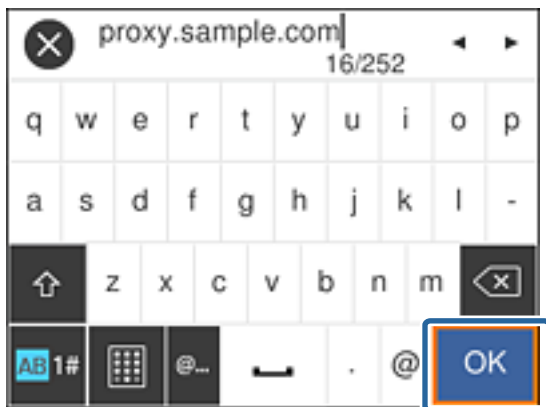 proxy.sample.com
16/252
q w e r t y u i o p
a s d f g h j k l -
z x c v b n m
AB 1# @... . @ OK